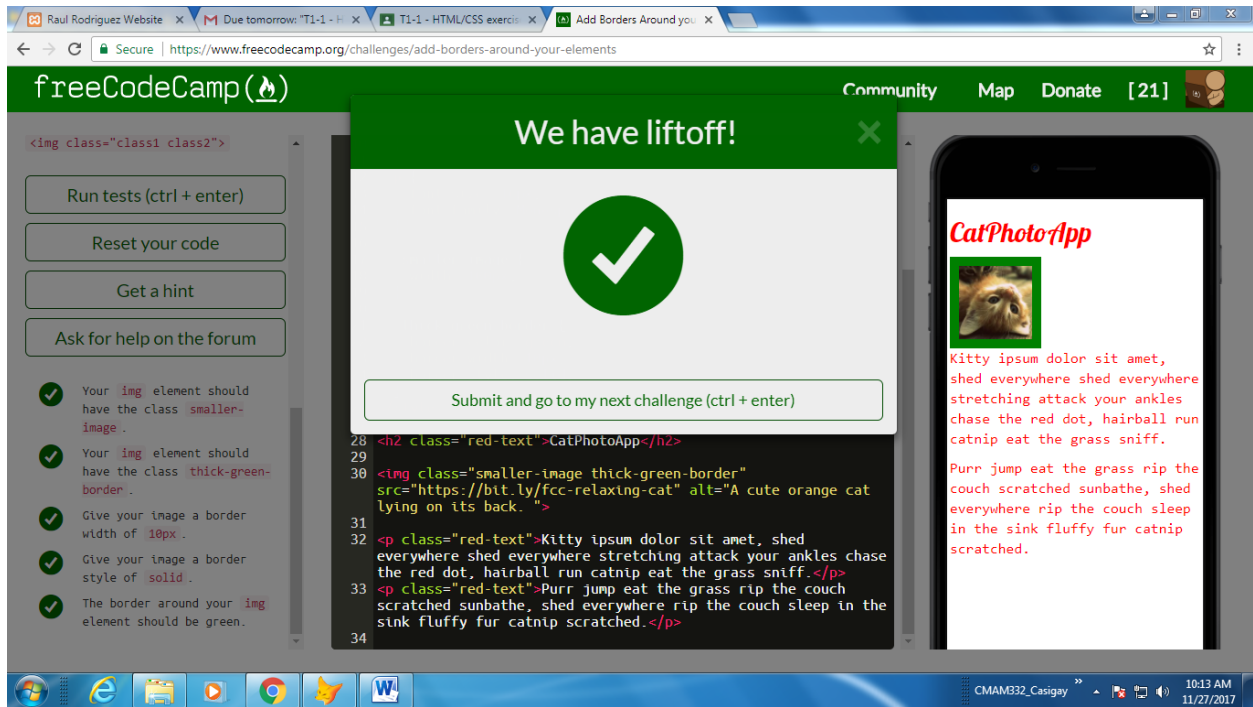 Raul Rodriguez Website
Due tomorrow: "T1-1 - H
T1-1 - HTML/CSS exercis
Add Borders Around you
Secure | https://www.freecodecamp.org/challenges/add-borders-around-your-elements
freeCodeCamp
Community Map Donate [21]
<img class="class1 class2">
Run tests (ctrl + enter)
Reset your code
Get a hint
Ask for help on the forum
Your img element should
have the class smaller-
image .
Your img element should
have the class thick-green-
border .
Give your image a border
width of 10px .
Give your image a border
style of solid .
The border around your img
element should be green.
We have liftoff!
Submit and go to my next challenge (ctrl + enter)
28 <h2 class="red-text">CatPhotoApp</h2>
29
30 <img class="smaller-image thick-green-border"
src="https://bit.ly/fcc-relaxing-cat" alt="A cute orange cat
lying on its back. ">
31
32 <p class="red-text">Kitty ipsum dolor sit amet, shed
everywhere shed everywhere stretching attack your ankles chase
the red dot, hairball run catnip eat the grass sniff.</p>
33 <p class="red-text">Purr jump eat the grass rip the couch
scratched sunbathe, shed everywhere rip the couch sleep in the
sink fluffy fur catnip scratched.</p>
34
CatPhotoApp
Kitty ipsum dolor sit amet,
shed everywhere shed everywhere
stretching attack your ankles
chase the red dot, hairball run
catnip eat the grass sniff.
Purr jump eat the grass rip the
couch scratched sunbathe, shed
everywhere rip the couch sleep
in the sink fluffy fur catnip
scratched.
CMAM332_Casigay
10:13 AM
11/27/2017